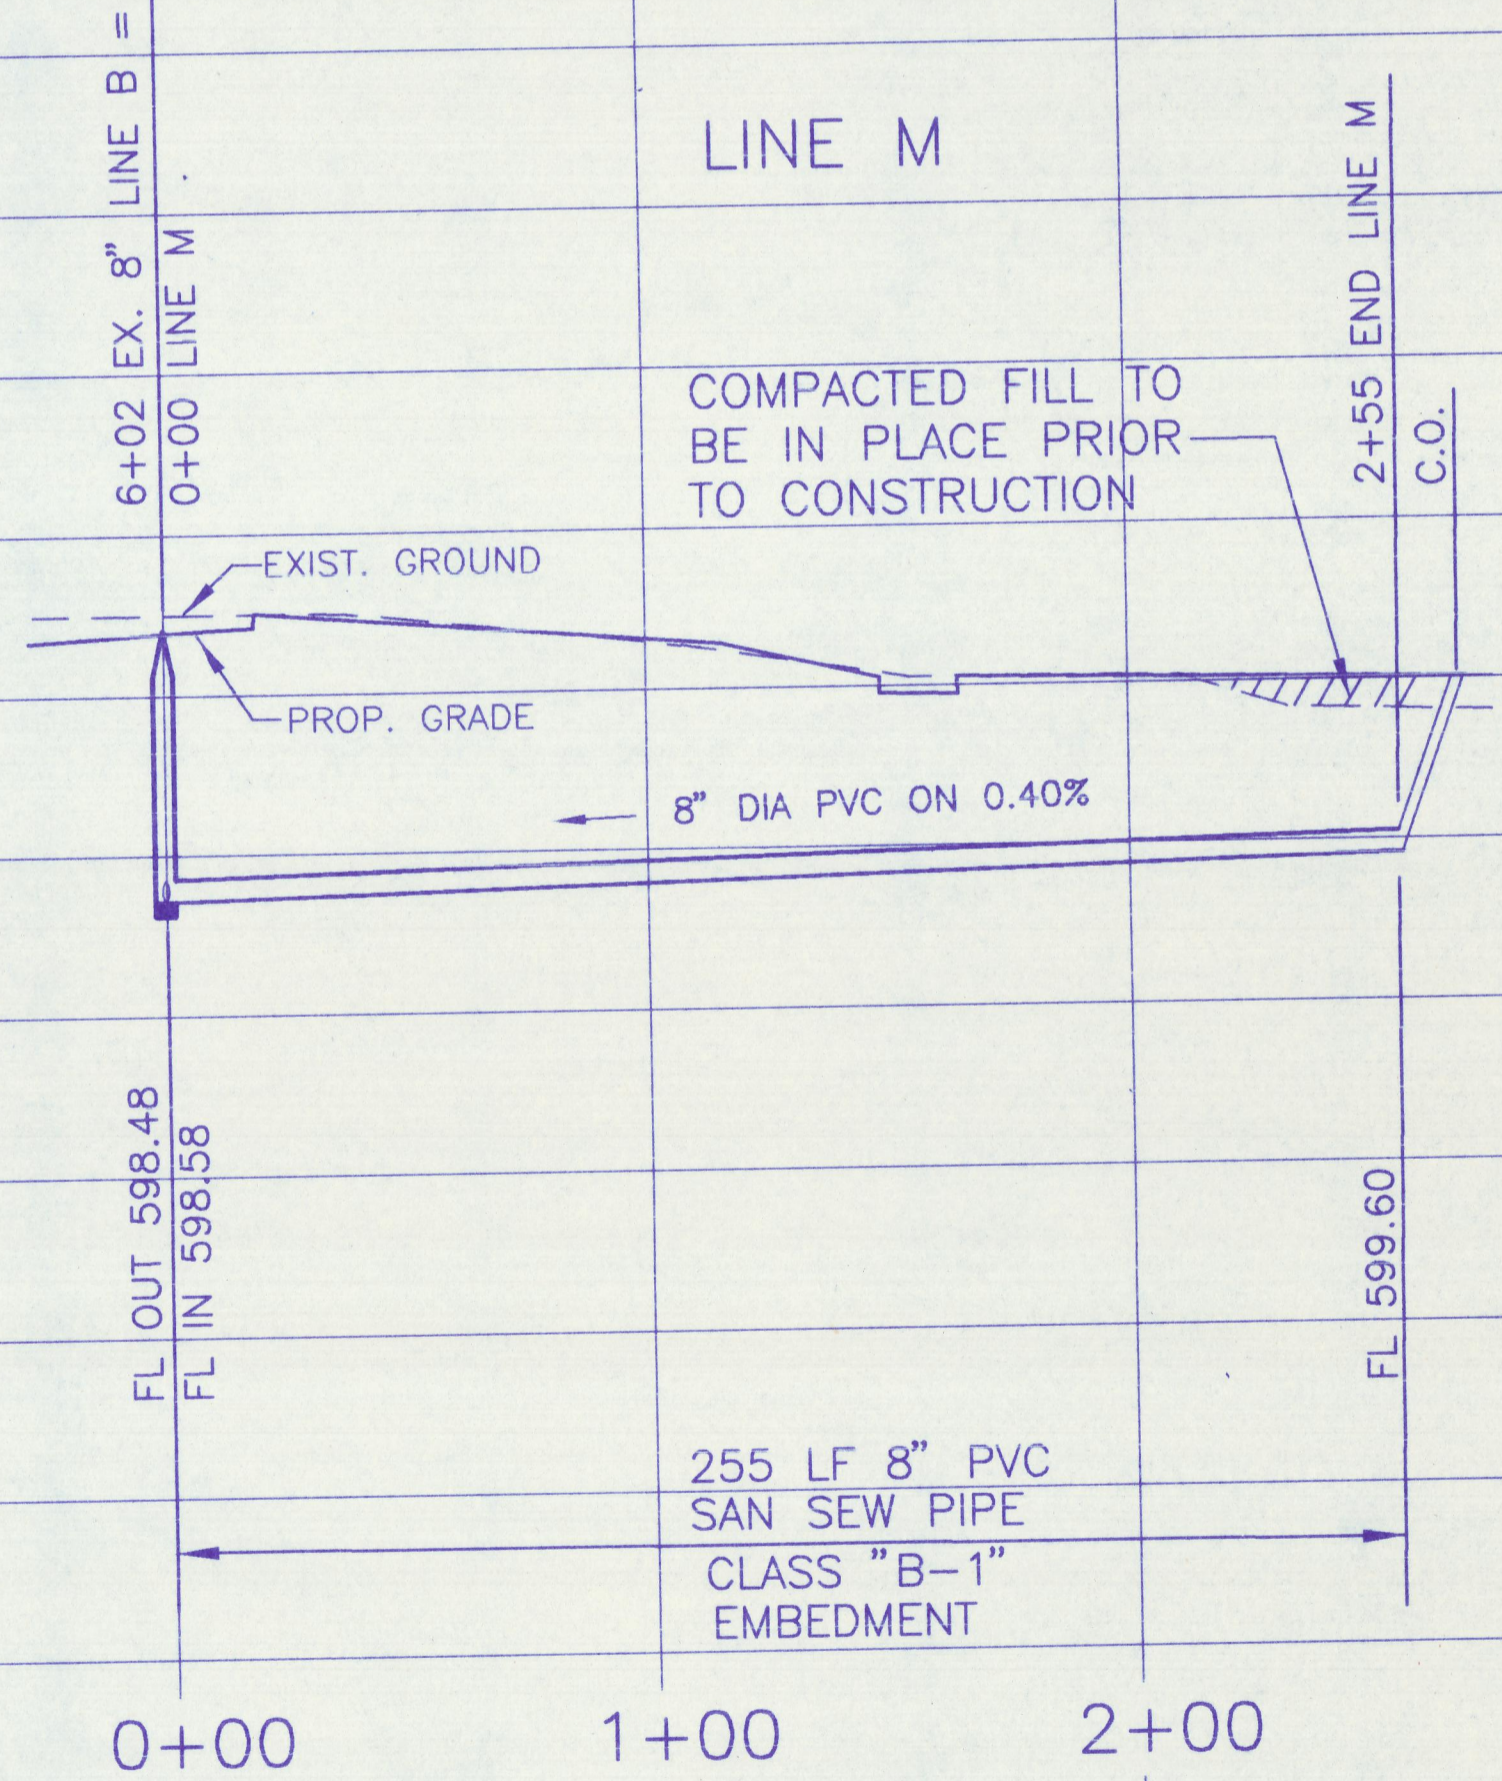 6+02 EX. 8" LINE B =
0+00 LINE M
LINE M
2+55 END LINE M
C.O.
COMPACTED FILL TO
BE IN PLACE PRIOR
TO CONSTRUCTION
EXIST. GROUND
PROP. GRADE
8" DIA PVC ON 0.40%
FL OUT 598.48
FL IN 598.58
FL 599.60
255 LF 8" PVC
SAN SEW PIPE
CLASS "B-1"
EMBEDMENT
0+00
1+00
2+00